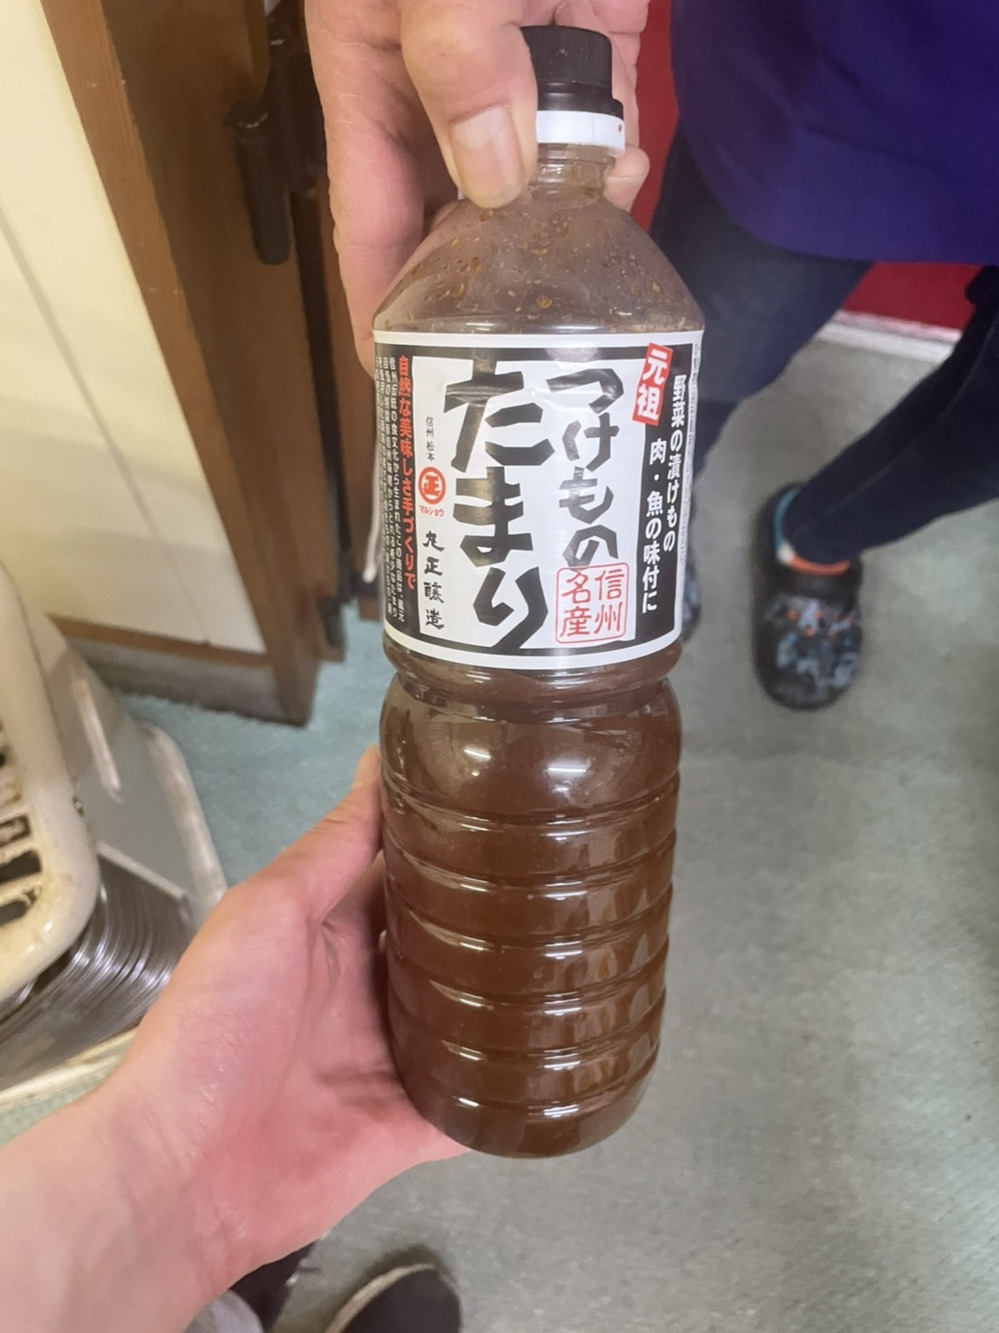 元祖
野菜の漬けもの
肉・魚の味付に
つけもの
たまり
信州
名産
信州 松本
正
マルショウ
丸正醸造
自然な美味しさ手づくりで